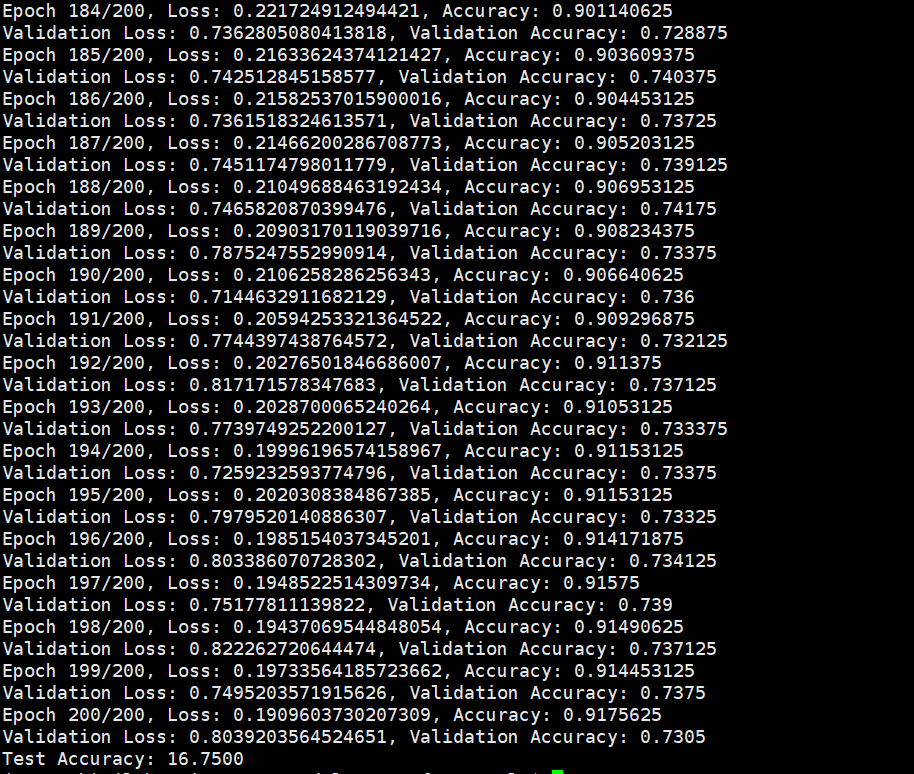 Epoch 184/200, Loss: 0.221724912494421, Accuracy: 0.901140625
Validation Loss: 0.7362805080413818, Validation Accuracy: 0.728875
Epoch 185/200, Loss: 0.21633624374121427, Accuracy: 0.903609375
Validation Loss: 0.742512845158577, Validation Accuracy: 0.740375
Epoch 186/200, Loss: 0.21582537015900016, Accuracy: 0.904453125
Validation Loss: 0.7361518324613571, Validation Accuracy: 0.73725
Epoch 187/200, Loss: 0.21466200286708773, Accuracy: 0.905203125
Validation Loss: 0.7451174798011779, Validation Accuracy: 0.739125
Epoch 188/200, Loss: 0.21049688463192434, Accuracy: 0.906953125
Validation Loss: 0.7465820870399476, Validation Accuracy: 0.74175
Epoch 189/200, Loss: 0.20903170119039716, Accuracy: 0.908234375
Validation Loss: 0.7875247552990914, Validation Accuracy: 0.73375
Epoch 190/200, Loss: 0.2106258286256343, Accuracy: 0.906640625
Validation Loss: 0.7144632911682129, Validation Accuracy: 0.736
Epoch 191/200, Loss: 0.20594253321364522, Accuracy: 0.909296875
Validation Loss: 0.7744397438764572, Validation Accuracy: 0.732125
Epoch 192/200, Loss: 0.20276501846686007, Accuracy: 0.911375
Validation Loss: 0.817171578347683, Validation Accuracy: 0.737125
Epoch 193/200, Loss: 0.2028700065240264, Accuracy: 0.91053125
Validation Loss: 0.7739749252200127, Validation Accuracy: 0.733375
Epoch 194/200, Loss: 0.19996196574158967, Accuracy: 0.91153125
Validation Loss: 0.7259232593774796, Validation Accuracy: 0.73375
Epoch 195/200, Loss: 0.2020308384867385, Accuracy: 0.91153125
Validation Loss: 0.7979520140886307, Validation Accuracy: 0.73325
Epoch 196/200, Loss: 0.1985154037345201, Accuracy: 0.914171875
Validation Loss: 0.803386070728302, Validation Accuracy: 0.734125
Epoch 197/200, Loss: 0.1948522514309734, Accuracy: 0.91575
Validation Loss: 0.75177811139822, Validation Accuracy: 0.739
Epoch 198/200, Loss: 0.19437069544848054, Accuracy: 0.91490625
Validation Loss: 0.822262720644474, Validation Accuracy: 0.737125
Epoch 199/200, Loss: 0.19733564185723662, Accuracy: 0.914453125
Validation Loss: 0.7495203571915626, Validation Accuracy: 0.7375
Epoch 200/200, Loss: 0.1909603730207309, Accuracy: 0.9175625
Validation Loss: 0.8039203564524651, Validation Accuracy: 0.7305
Test Accuracy: 16.7500